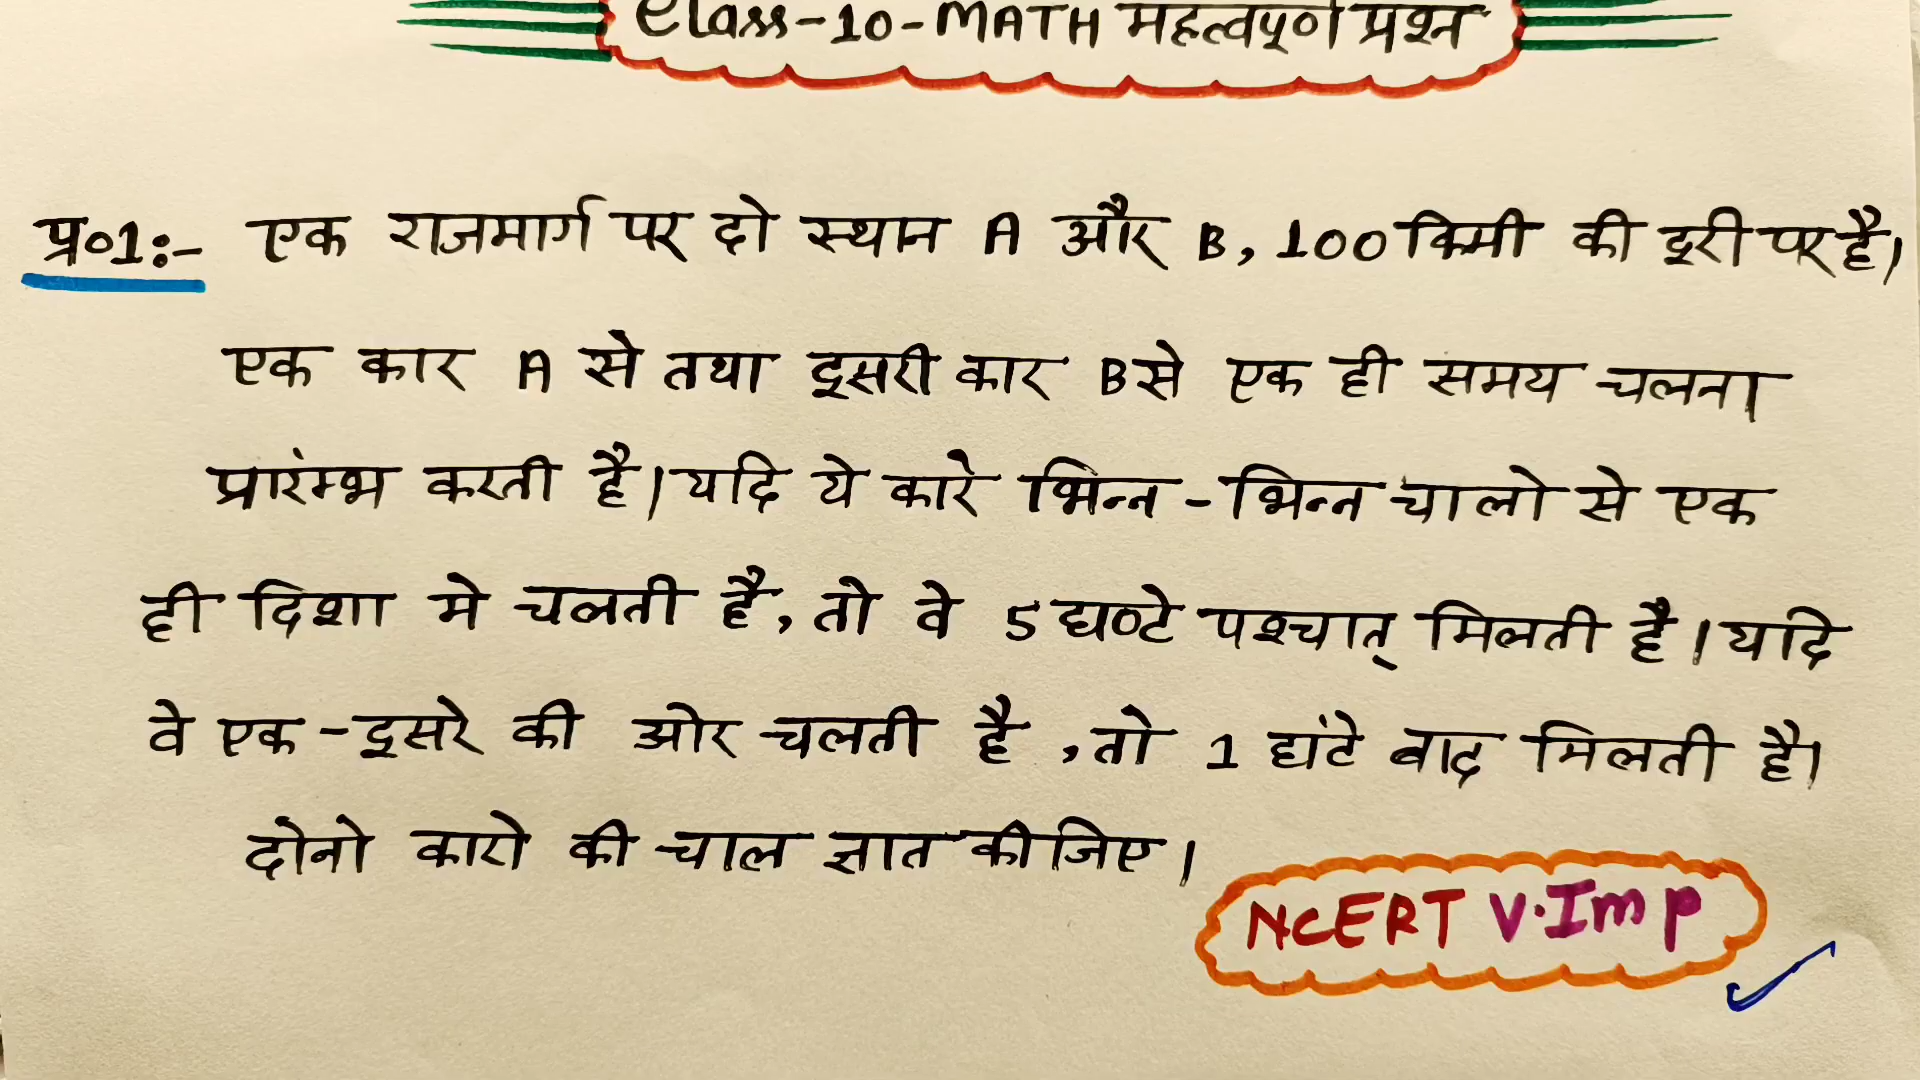 Class-10-MATH महत्वपूर्ण प्रश्न
प्र०1:- एक राजमार्ग पर दो स्थान A और B, 100 किमी की दूरी पर है।
एक कार A से तथा दूसरी कार B से एक ही समय चलना
प्रारंम्भ करती है। यदि ये कारे भिन्न-भिन्न चालो से एक
ही दिशा मे चलती है, तो वे 5 घण्टे पश्चात् मिलती है। यदि
वे एक-दूसरे की ओर चलती है, तो 1 घंटे बाद मिलती है।
दोनो कारो की चाल ज्ञात कीजिए।
NCERT V.Imp